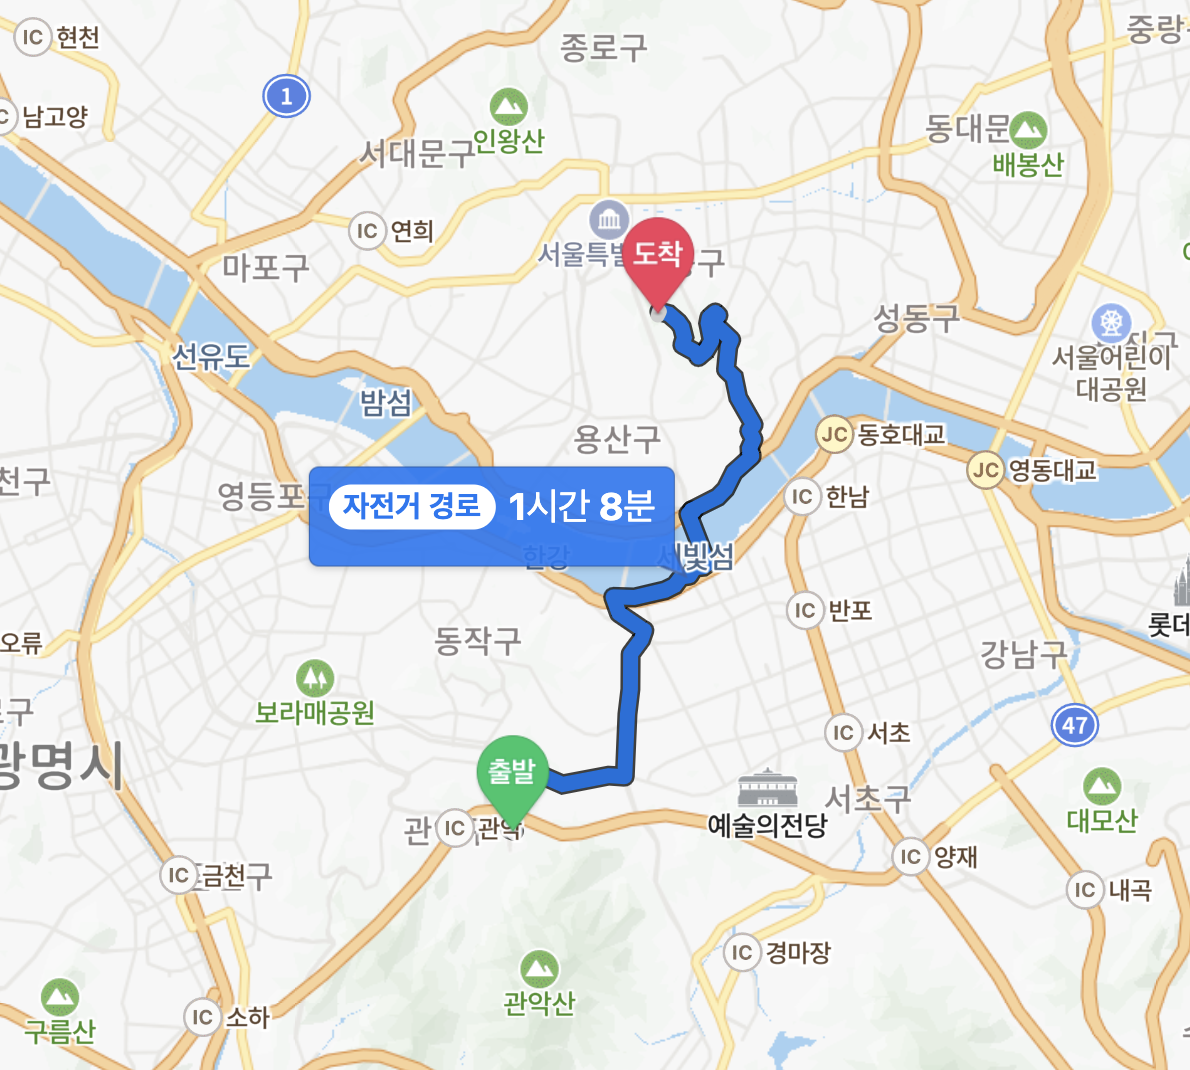 종로구
IC 현천
1
남고양
서대문구
인왕산
동대문
배봉산
IC 연희
서울특별
도착
마포구
성동구
서울어린이
대공원
선유도
밤섬
JC 동호대교
용산구
JC 영동대교
천구
영등포구
IC 한남
자전거 경로 1시간 8분
한강
세빛섬
IC 반포
오류
동작구
강남구
롯데
보라매공원
47
IC 서초
광명시
출발
서초구
예술의전당
대모산
관
IC 관악
IC 양재
IC 금천
IC 내곡
IC 경마장
관악산
IC 소하
구름산